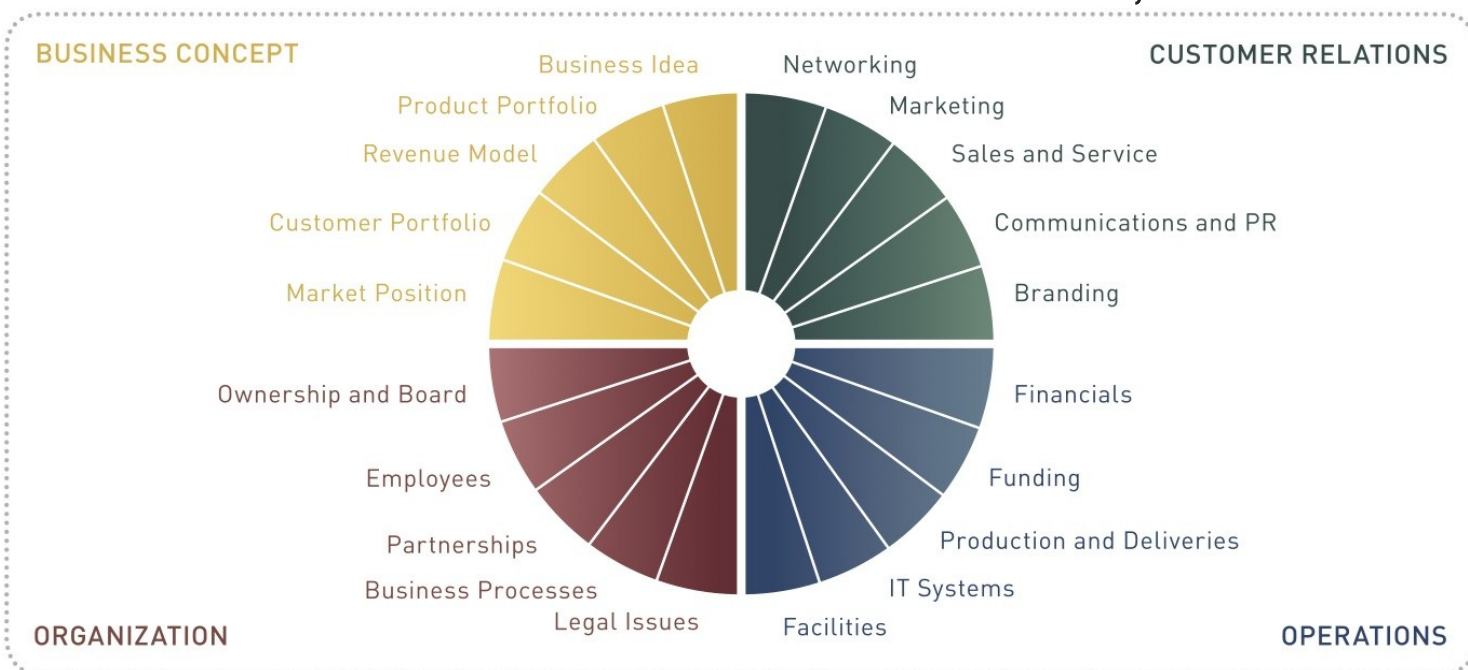 BUSINESS CONCEPT
CUSTOMER RELATIONS
Business Idea
Product Portfolio
Revenue Model
Customer Portfolio
Market Position
Networking
Marketing
Sales and Service
Communications and PR
Branding
Ownership and Board
Employees
Partnerships
Business Processes
Legal Issues
Financials
Funding
Production and Deliveries
IT Systems
Facilities
ORGANIZATION
OPERATIONS